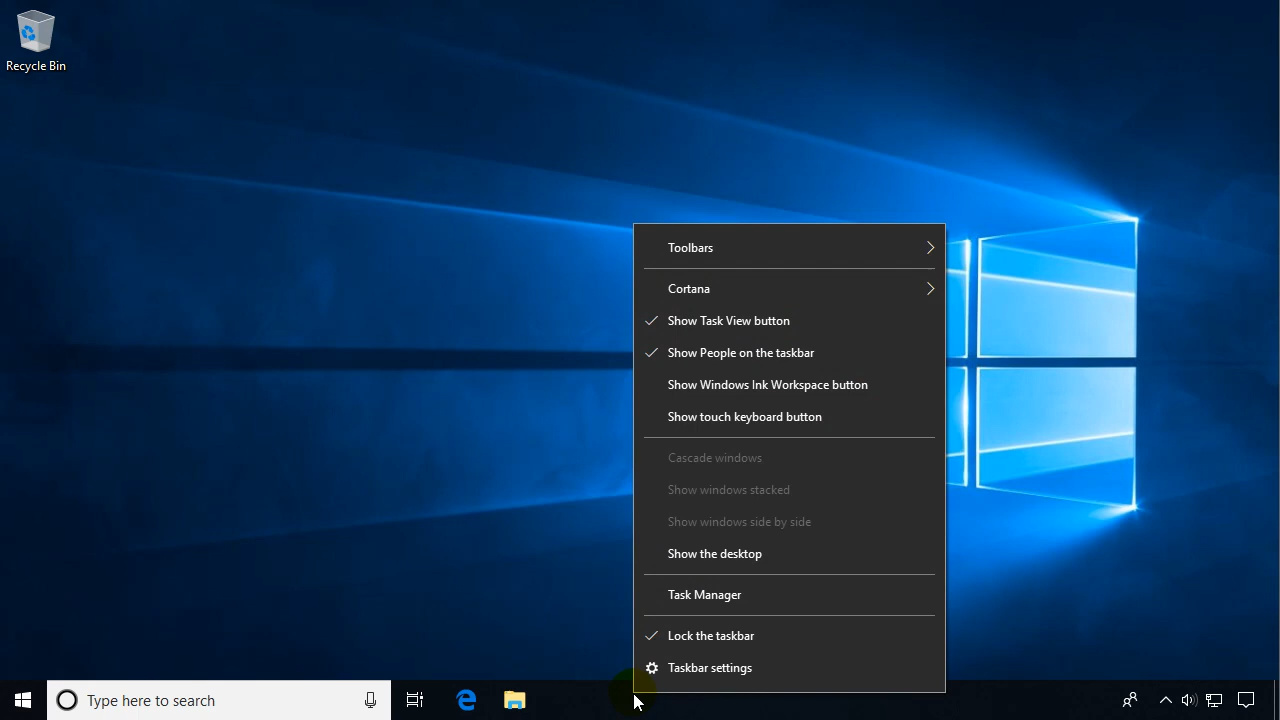 Recycle Bin
Toolbars
Cortana
Show Task View button
Show People on the taskbar
Show Windows Ink Workspace button
Show touch keyboard button
Cascade windows
Show windows stacked
Show windows side by side
Show the desktop
Task Manager
Lock the taskbar
Taskbar settings
Type here to search